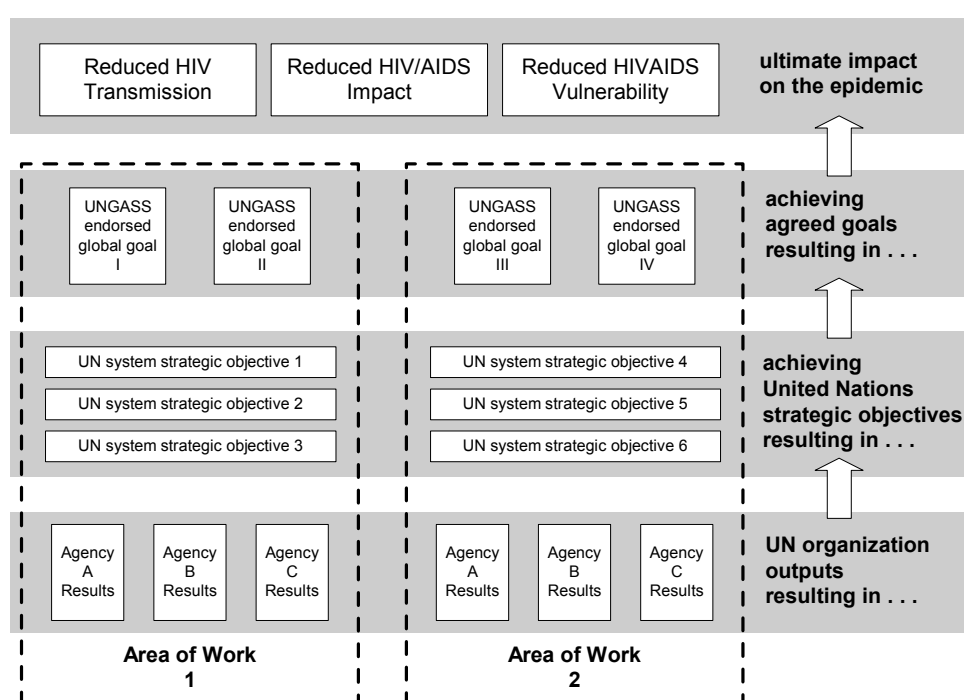 Reduced HIV
Transmission
Reduced HIV/AIDS
Impact
Reduced HIVAIDS
Vulnerability
ultimate impact
on the epidemic
UNGASS
endorsed
global goal
I
UNGASS
endorsed
global goal
II
UNGASS
endorsed
global goal
III
UNGASS
endorsed
global goal
IV
achieving
agreed goals
resulting in . . .
UN system strategic objective 1
UN system strategic objective 2
UN system strategic objective 3
UN system strategic objective 4
UN system strategic objective 5
UN system strategic objective 6
achieving
United Nations
strategic objectives
resulting in . . .
Agency
A
Results
Agency
B
Results
Agency
C
Results
Agency
A
Results
Agency
B
Results
Agency
C
Results
UN organization
outputs
resulting in . . .
Area of Work
1
Area of Work
2